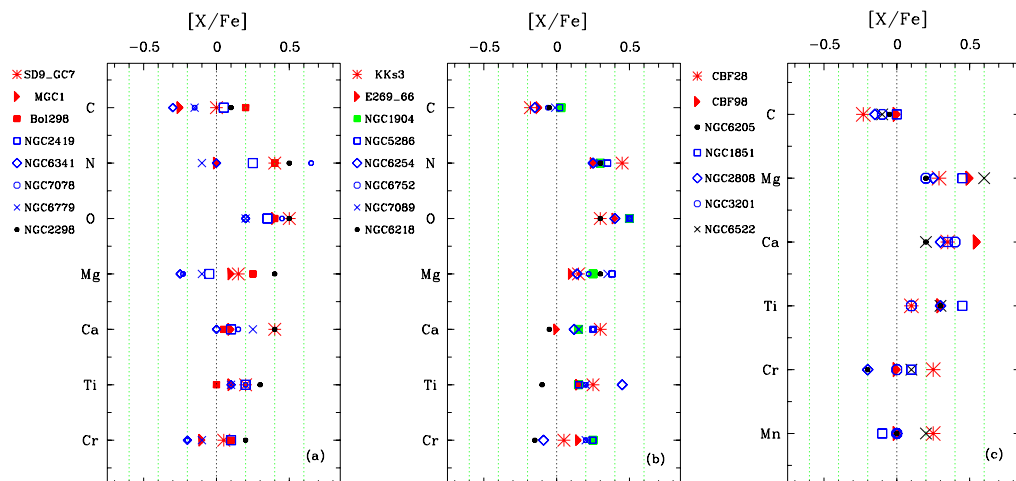 [X/Fe]
−0.5 0 0.5
SD9_GC7
MGC1
Bol298
NGC2419
NGC6341
NGC7078
NGC6779
NGC2298
C
N
O
Mg
Ca
Ti
Cr
(a)
[X/Fe]
−0.5 0 0.5
KKs3
E269_66
NGC1904
NGC5286
NGC6254
NGC6752
NGC7089
NGC6218
C
N
O
Mg
Ca
Ti
Cr
(b)
[X/Fe]
−0.5 0 0.5
CBF28
CBF98
NGC6205
NGC1851
NGC2808
NGC3201
NGC6522
C
Mg
Ca
Ti
Cr
Mn
(c)